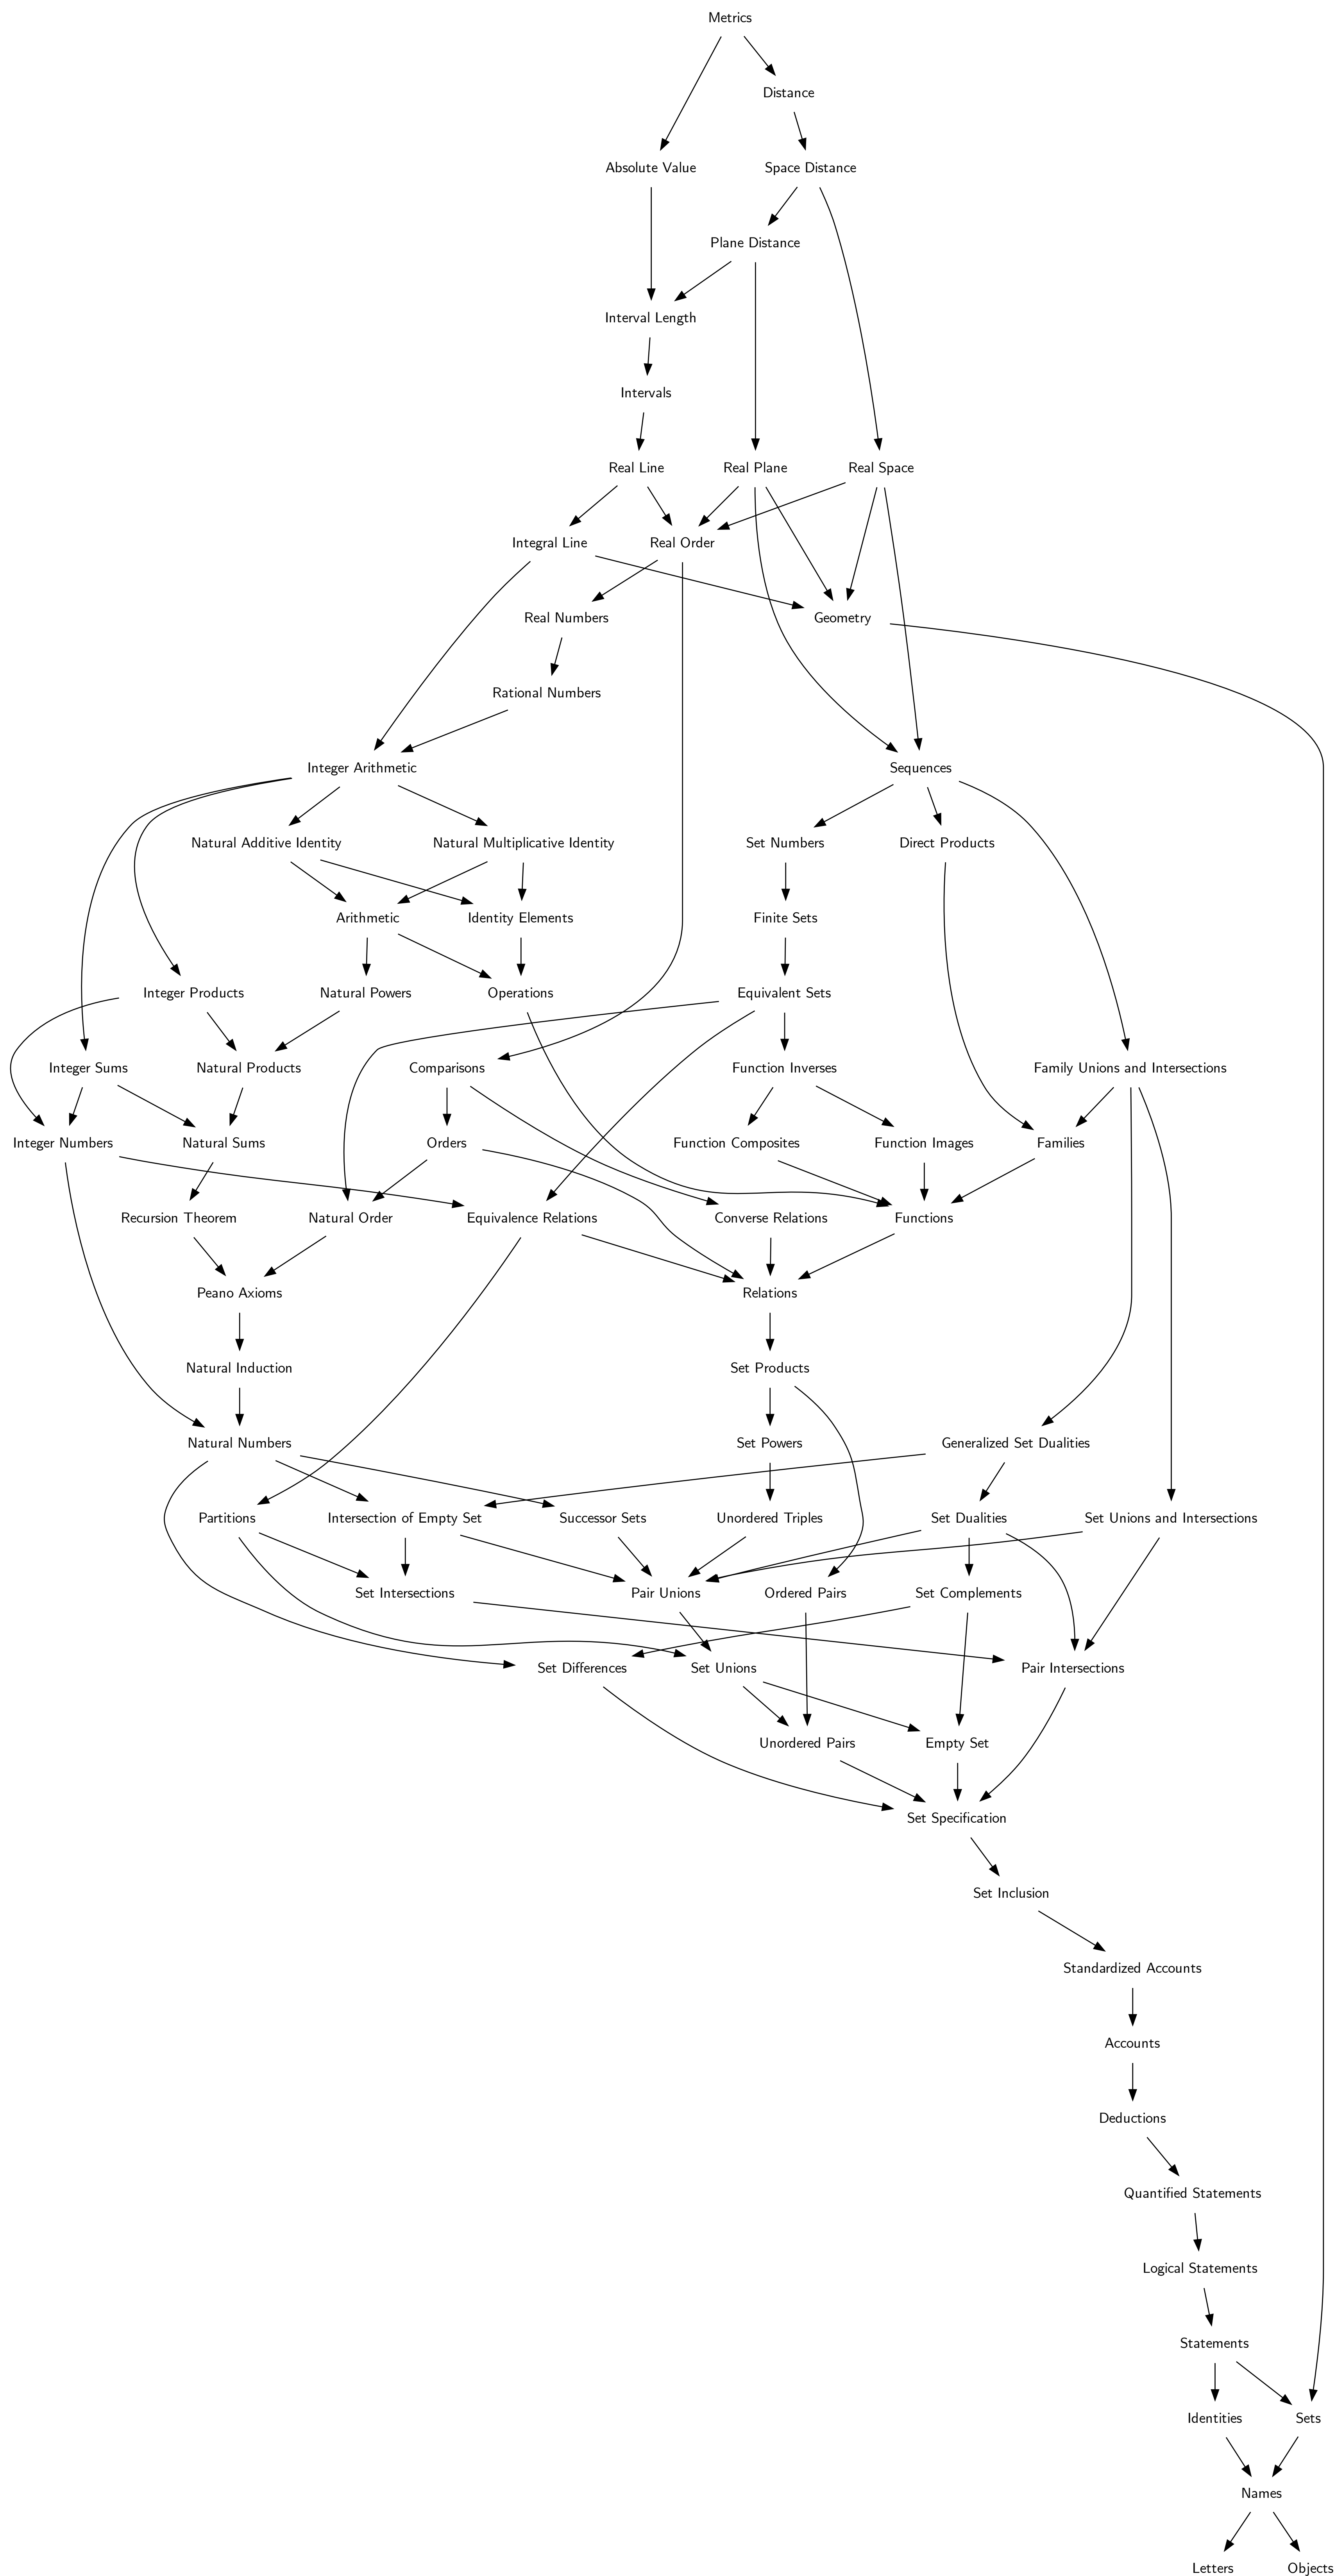 Metrics
Distance
Absolute Value
Space Distance
Plane Distance
Interval Length
Intervals
Real Line
Real Plane
Real Space
Integral Line
Real Order
Real Numbers
Geometry
Rational Numbers
Integer Arithmetic
Sequences
Natural Additive Identity
Natural Multiplicative Identity
Set Numbers
Direct Products
Arithmetic
Identity Elements
Finite Sets
Integer Products
Natural Powers
Operations
Equivalent Sets
Integer Sums
Natural Products
Comparisons
Function Inverses
Family Unions and Intersections
Integer Numbers
Natural Sums
Orders
Function Composites
Function Images
Families
Recursion Theorem
Natural Order
Equivalence Relations
Converse Relations
Functions
Peano Axioms
Relations
Natural Induction
Set Products
Natural Numbers
Set Powers
Generalized Set Dualities
Partitions
Intersection of Empty Set
Successor Sets
Unordered Triples
Set Dualities
Set Unions and Intersections
Set Intersections
Pair Unions
Ordered Pairs
Set Complements
Set Differences
Set Unions
Pair Intersections
Unordered Pairs
Empty Set
Set Specification
Set Inclusion
Standardized Accounts
Accounts
Deductions
Quantified Statements
Logical Statements
Statements
Identities
Sets
Names
Letters
Objects